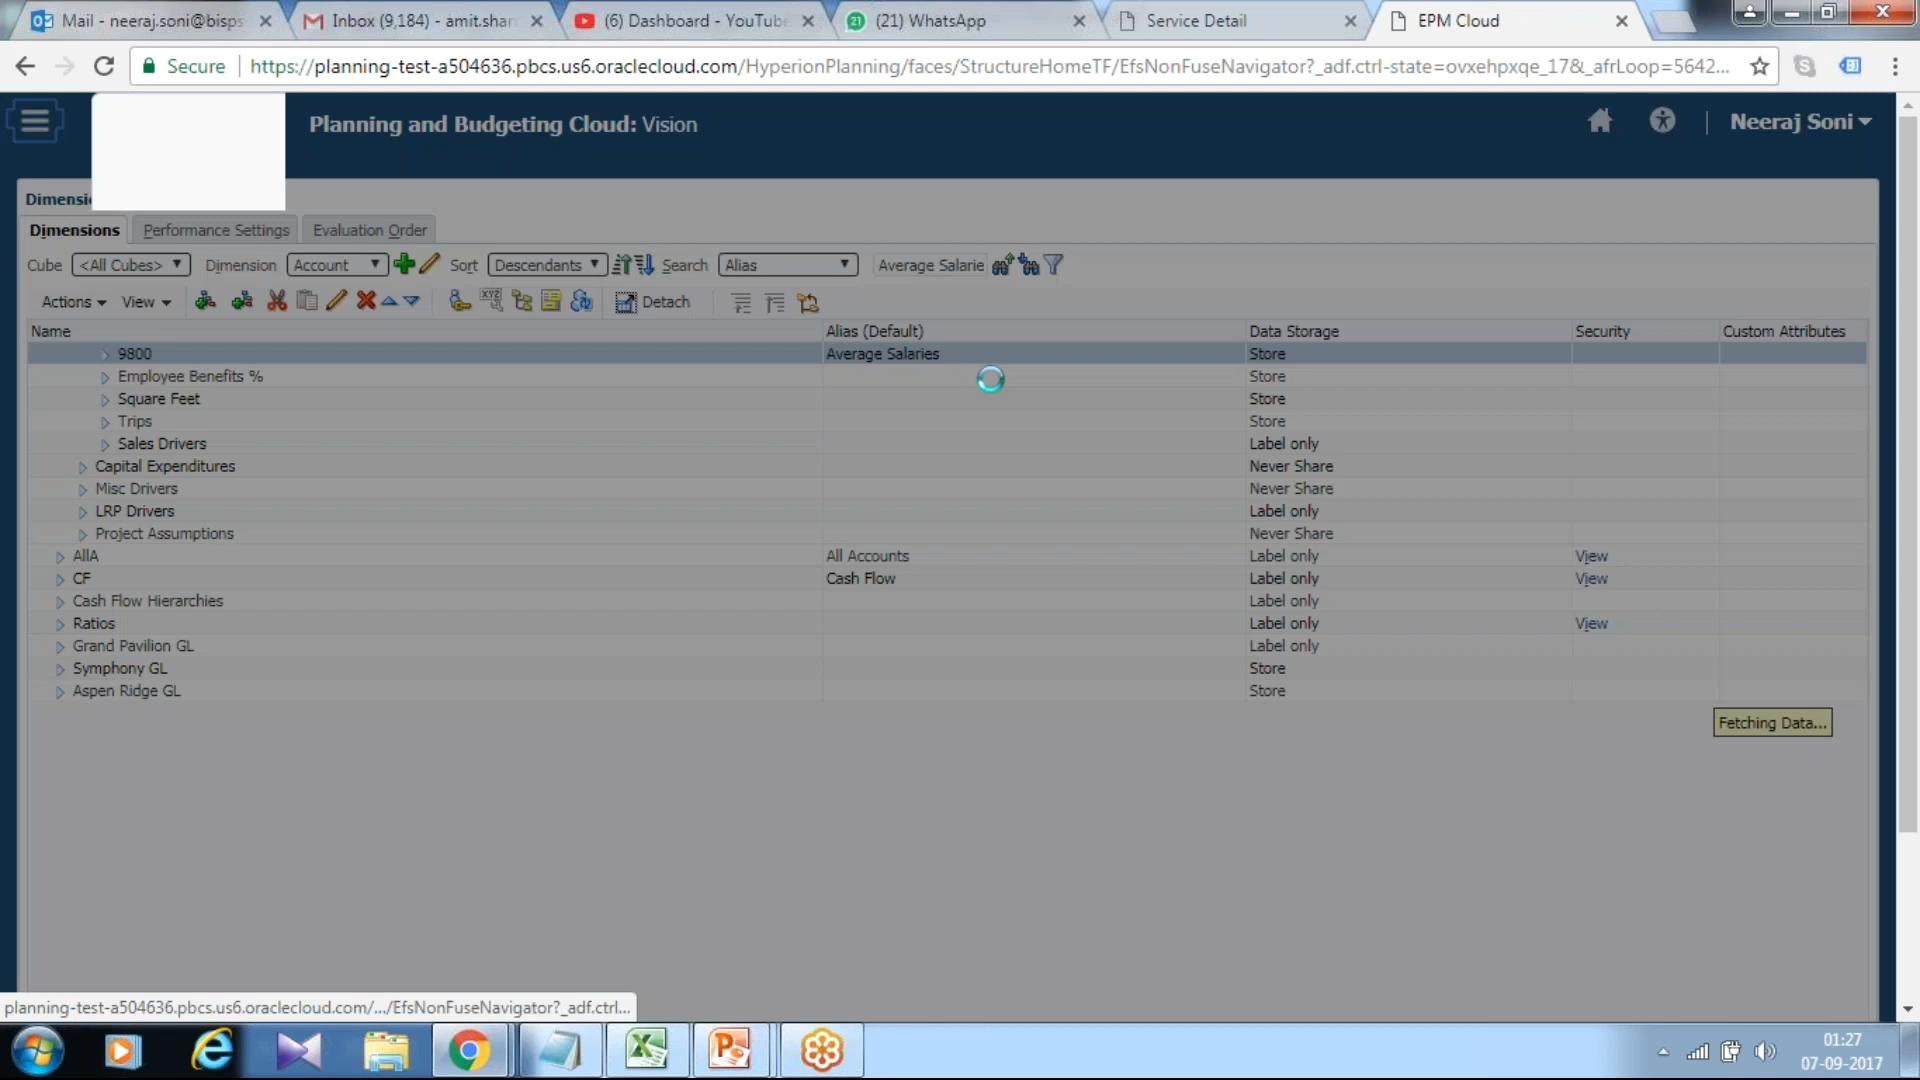 Mail - neeraj.soni@bisps
Inbox (9,184) - amit.shar
(6) Dashboard - YouTube
(21) WhatsApp
Service Detail
EPM Cloud
Secure
https://planning-test-a504636.pbcs.us6.oraclecloud.com/HyperionPlanning/faces/StructureHomeTF/EfsNonFuseNavigator?_adf.ctrl-state=ovxehpxqe_17&_afrLoop=5642...
Planning and Budgeting Cloud: Vision
Neeraj Soni
Dimensi
Dimensions
Performance Settings
Evaluation Order
Cube <All Cubes> Dimension Account Sort Descendants Search Alias Average Salarie
Actions View Detach
Name Alias (Default) Data Storage Security Custom Attributes
9800 Average Salaries Store
Employee Benefits % Store
Square Feet Store
Trips Store
Sales Drivers Label only
Capital Expenditures Never Share
Misc Drivers Never Share
LRP Drivers Label only
Project Assumptions Never Share
AllA All Accounts Label only View
CF Cash Flow Label only View
Cash Flow Hierarchies Label only
Ratios Label only View
Grand Pavilion GL Label only
Symphony GL Store
Aspen Ridge GL Store
Fetching Data...
planning-test-a504636.pbcs.us6.oraclecloud.com/.../EfsNonFuseNavigator?_adf.ctrl...
01:27
07-09-2017